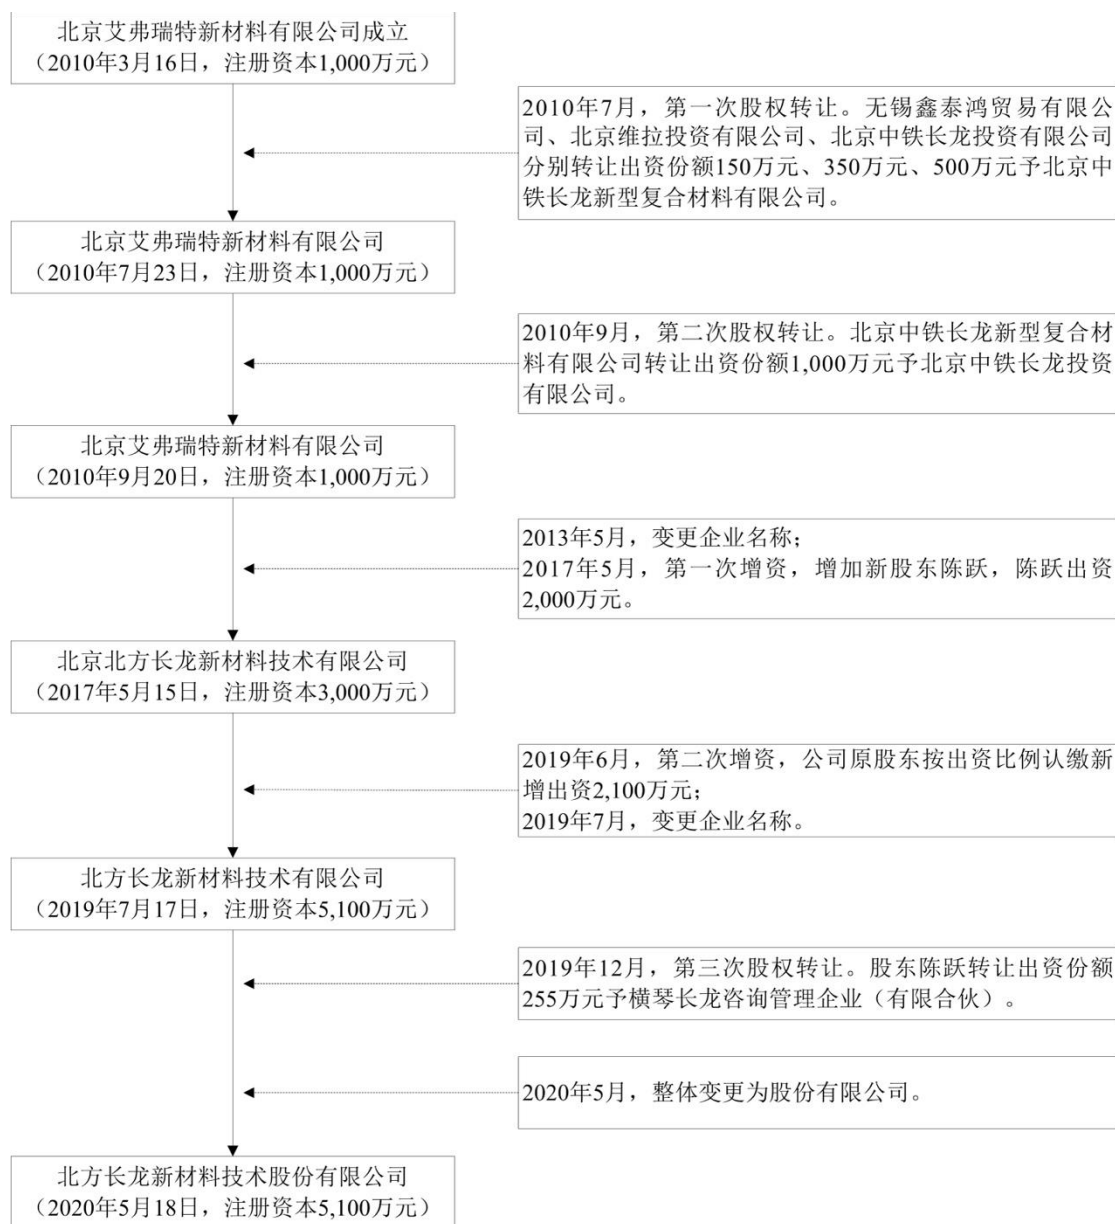 北京艾弗瑞特新材料有限公司成立
（2010年3月16日，注册资本1,000万元）
2010年7月，第一次股权转让。无锡鑫泰鸿贸易有限公
司、北京维拉投资有限公司、北京中铁长龙投资有限公司
分别转让出资份额150万元、350万元、500万元予北京中
铁长龙新型复合材料有限公司。
北京艾弗瑞特新材料有限公司
（2010年7月23日，注册资本1,000万元）
2010年9月，第二次股权转让。北京中铁长龙新型复合材
料有限公司转让出资份额1,000万元予北京中铁长龙投资
有限公司。
北京艾弗瑞特新材料有限公司
（2010年9月20日，注册资本1,000万元）
2013年5月，变更企业名称；
2017年5月，第一次增资，增加新股东陈跃，陈跃出资
2,000万元。
北京北方长龙新材料技术有限公司
（2017年5月15日，注册资本3,000万元）
2019年6月，第二次增资，公司原股东按出资比例认缴新
增出资2,100万元；
2019年7月，变更企业名称。
北方长龙新材料技术有限公司
（2019年7月17日，注册资本5,100万元）
2019年12月，第三次股权转让。股东陈跃转让出资份额
255万元予横琴长龙咨询管理企业（有限合伙）。
2020年5月，整体变更为股份有限公司。
北方长龙新材料技术股份有限公司
（2020年5月18日，注册资本5,100万元）